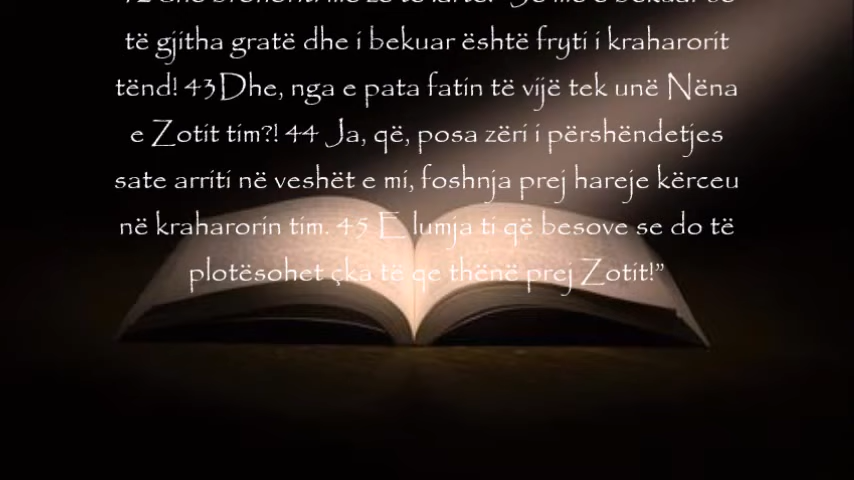 të gjitha gratë dhe i bekuar është fryti i kraharorit
tënd! 43Dhe, nga e pata fatin të vijë tek unë Nëna
e Zotit tim?! 44 Ja, që, posa zëri i përshëndetjes
sate arriti në veshët e mi, foshnja prej hareje kërceu
në kraharorin tim. 45 E lumja ti që besove se do të
plotësohet çka të qe thënë prej Zotit!”